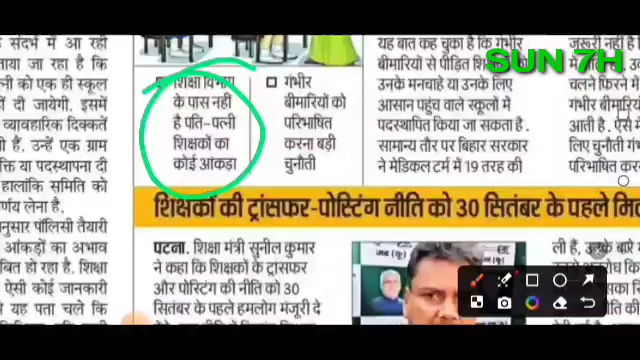 SUN 7H
संदर्भ में आ रही
ताया जा रहा है कि
नी को एक ही स्कूल
हीं दी जायेगी. इसमें
व्यावहारिक दिक्कतें
ती हैं. उन्हें एक ग्राम
क्ति या पदस्थापना दी
हालांकि समिति को
र्णय लेना है.
नुसार पॉलिसी तैयारी
आंकड़ों का अभाव
बित हो रहा है. शिक्षा
ऐसी कोई जानकारी
यह पता चले कि
शिक्षा विभाग
के पास नहीं
है पति-पत्नी
शिक्षकों का
कोई आंकड़ा
गंभीर
बीमारियों को
परिभाषित
करना बड़ी
चुनौती
यह बात कह चुका है कि गंभीर
बीमारियों से पीड़ित शिक्षकों को
उनके मनचाहे या उनके लिए
आसान पहुंच वाले स्कूलों में
पदस्थापित किया जा सकता है.
सामान्य तौर पर बिहार सरकार
ने मेडिकल टर्म में 19 तरह की
जरूरी नहीं है
चलने फिरने में
गंभीर बीमारियां
आती है. ऐसे में
लिए चुनौती गंभ
परिभाषित कर
शिक्षकों की ट्रांसफर-पोस्टिंग नीति को 30 सितंबर के पहले मिल
पटना. शिक्षा मंत्री सुनील कुमार
ने कहा कि शिक्षकों के ट्रांसफर
और पोस्टिंग की नीति को 30
सितंबर के पहले हमलोग मंजूरी दे
ली हैं, उनके बारे में